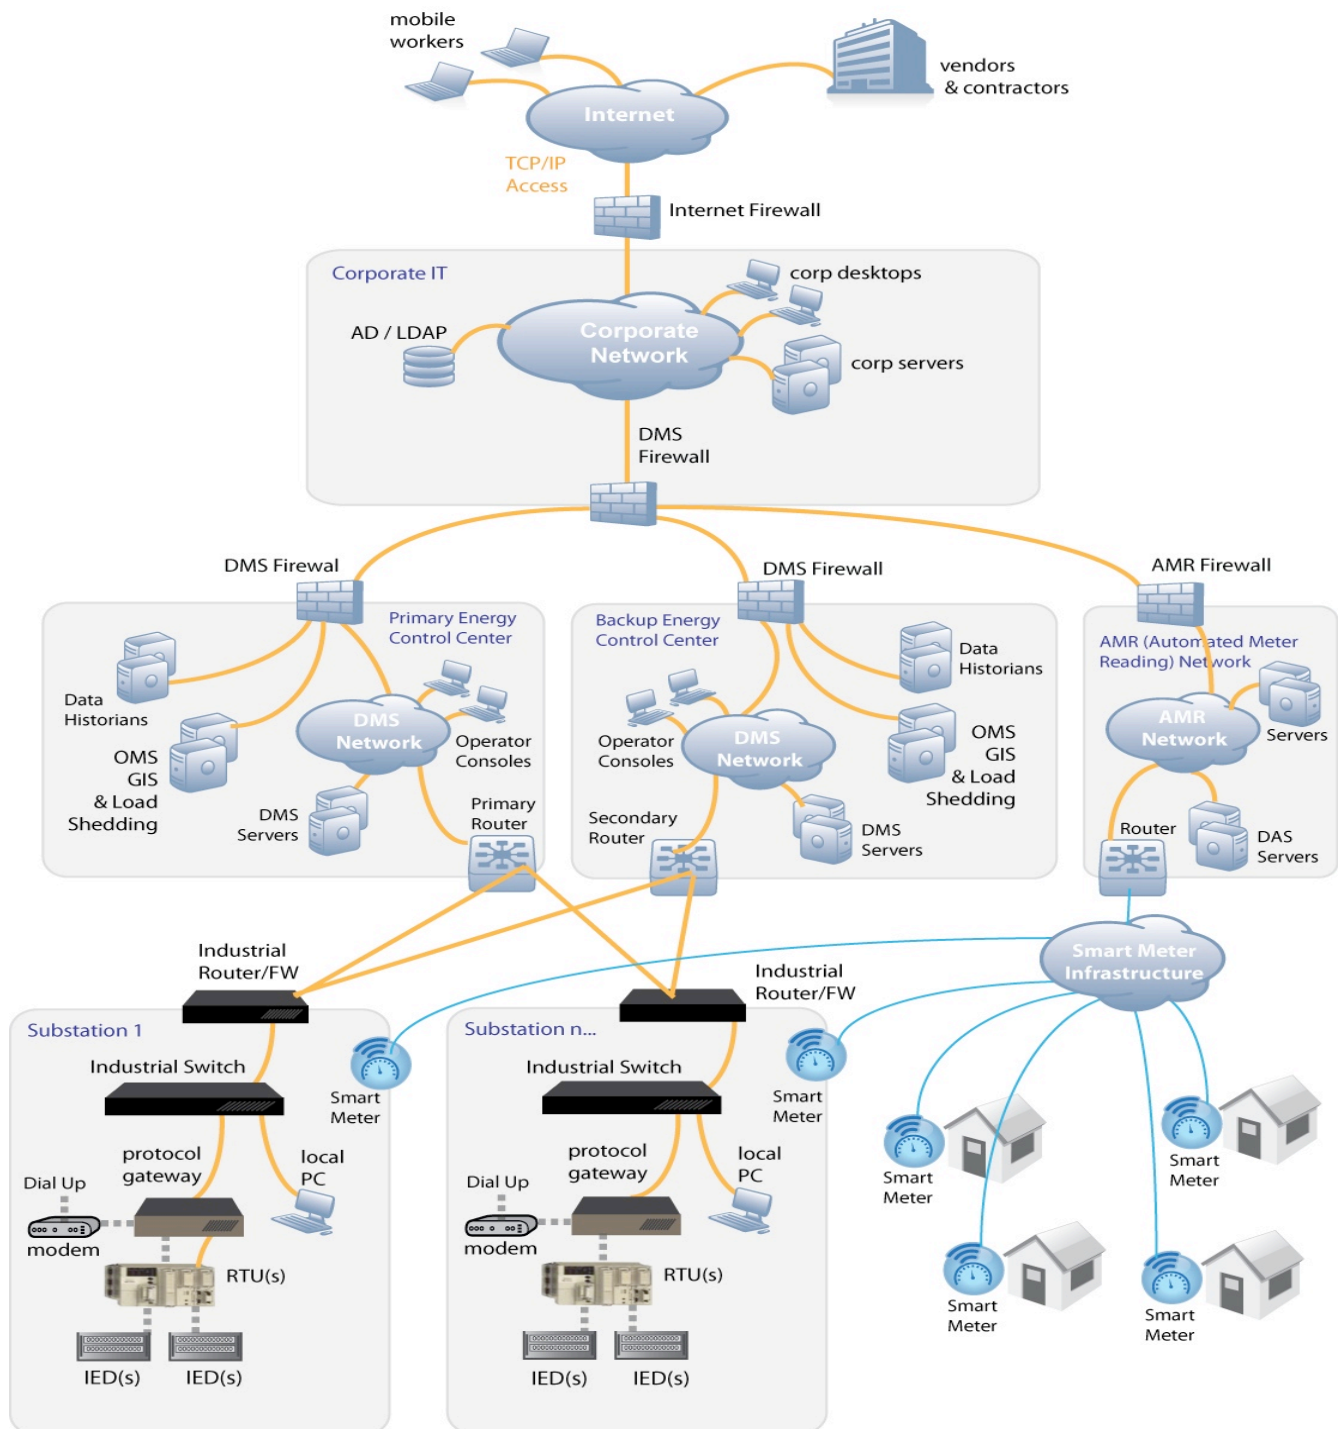 mobile
workers
vendors
& contractors
Internet
TCP/IP
Access
Internet Firewall
Corporate IT
corp desktops
AD / LDAP
Corporate
Network
corp servers
DMS
Firewall
DMS Firewal
DMS Firewall
AMR Firewall
Primary Energy
Control Center
Data
Historians
DMS
Network
OMS
GIS
& Load
Shedding
Operator
Consoles
DMS
Servers
Primary
Router
Backup Energy
Control Center
Data
Historians
Operator
Consoles
DMS
Network
OMS
GIS
& Load
Shedding
Secondary
Router
DMS
Servers
AMR (Automated Meter
Reading) Network
AMR
Network
Servers
Router
DAS
Servers
Smart Meter
Infrastructure
Industrial
Router/FW
Industrial
Router/FW
Substation 1
Industrial Switch
Smart
Meter
protocol
gateway
local
PC
Dial Up
modem
RTU(s)
IED(s)
IED(s)
Substation n...
Industrial Switch
Smart
Meter
protocol
gateway
local
PC
Dial Up
modem
RTU(s)
IED(s)
IED(s)
Smart
Meter
Smart
Meter
Smart
Meter
Smart
Meter